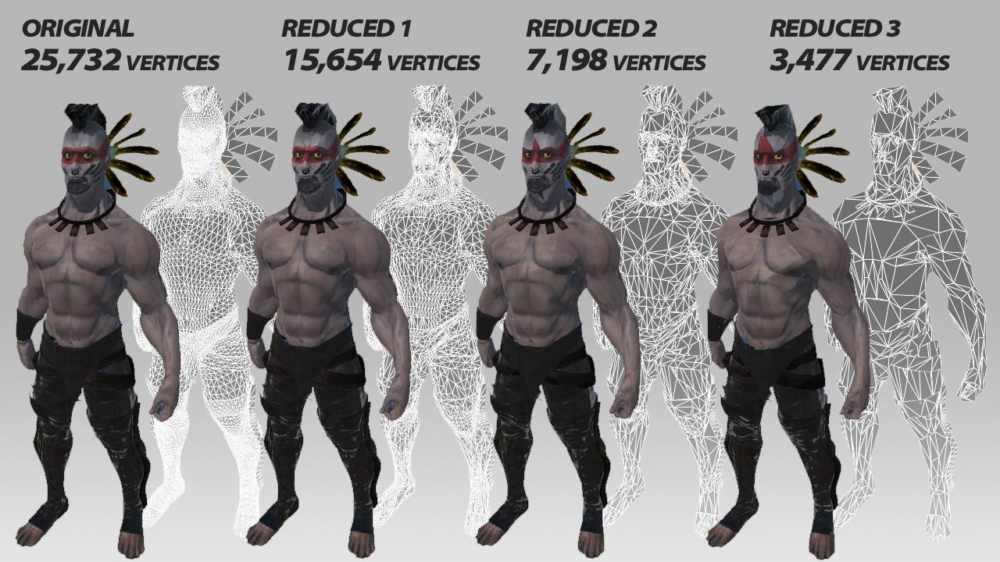 ORIGINAL
25,732 VERTICES
REDUCED 1
15,654 VERTICES
REDUCED 2
7,198 VERTICES
REDUCED 3
3,477 VERTICES